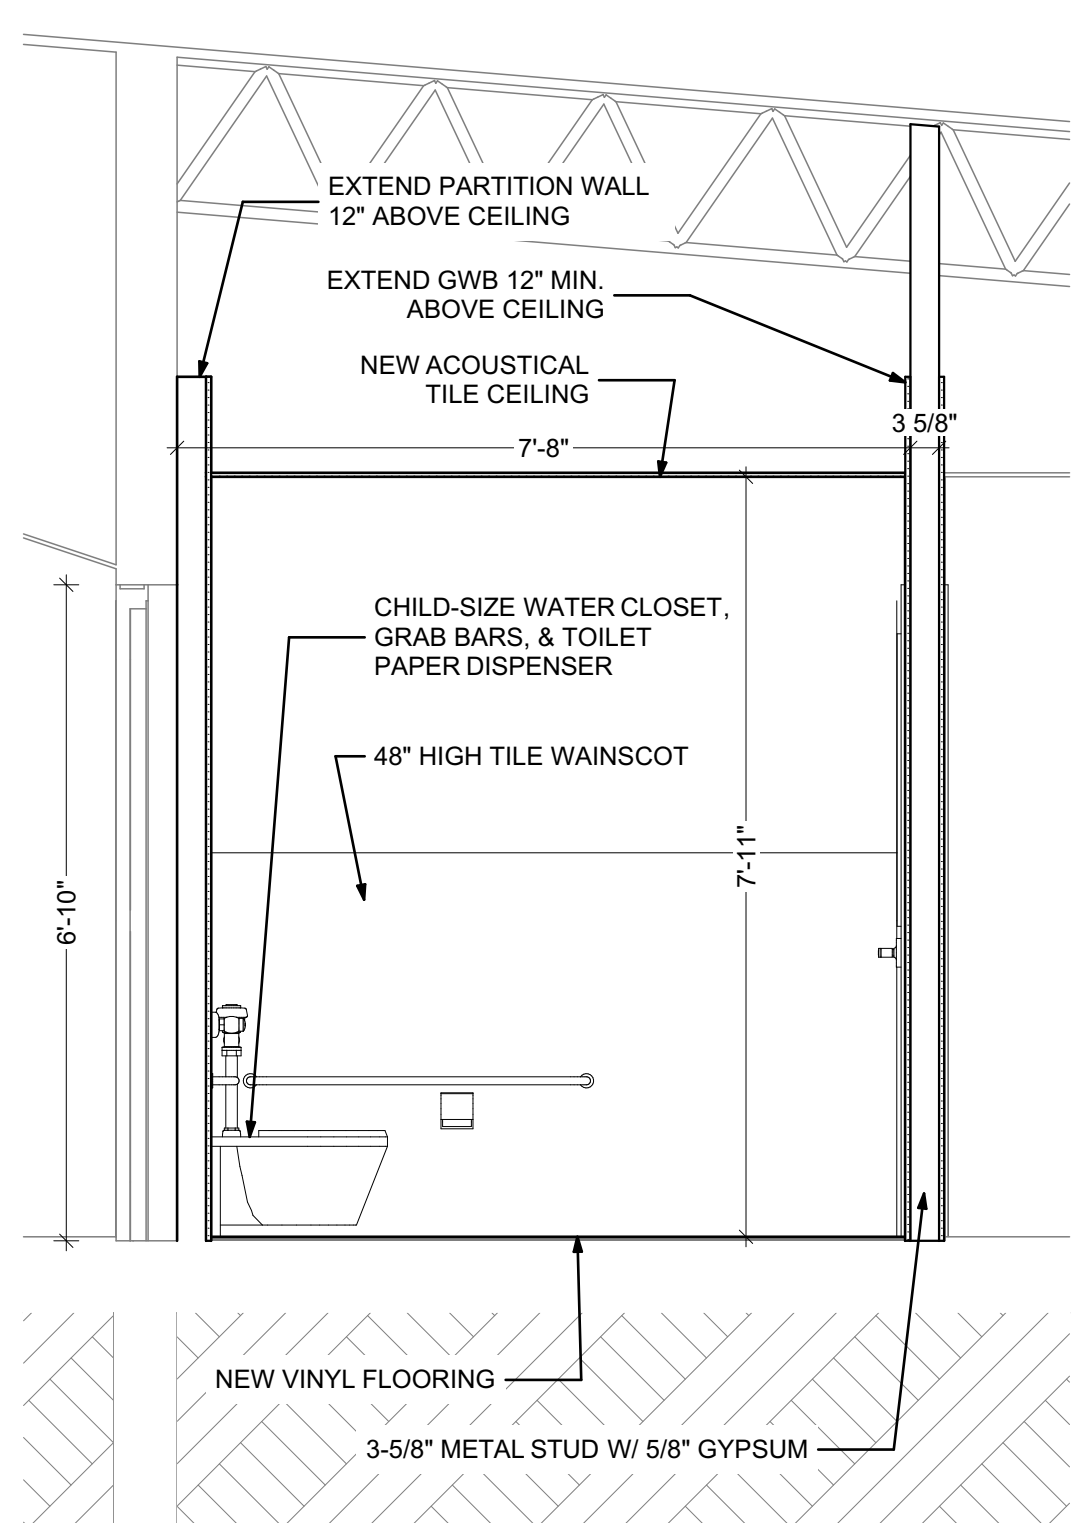 EXTEND PARTITION WALL
12" ABOVE CEILING
EXTEND GWB 12" MIN.
ABOVE CEILING
NEW ACOUSTICAL
TILE CEILING
3 5/8"
7'-8"
CHILD-SIZE WATER CLOSET,
GRAB BARS, & TOILET
PAPER DISPENSER
48" HIGH TILE WAINSCOT
7'-11"
6'-10"
NEW VINYL FLOORING
3-5/8" METAL STUD W/ 5/8" GYPSUM